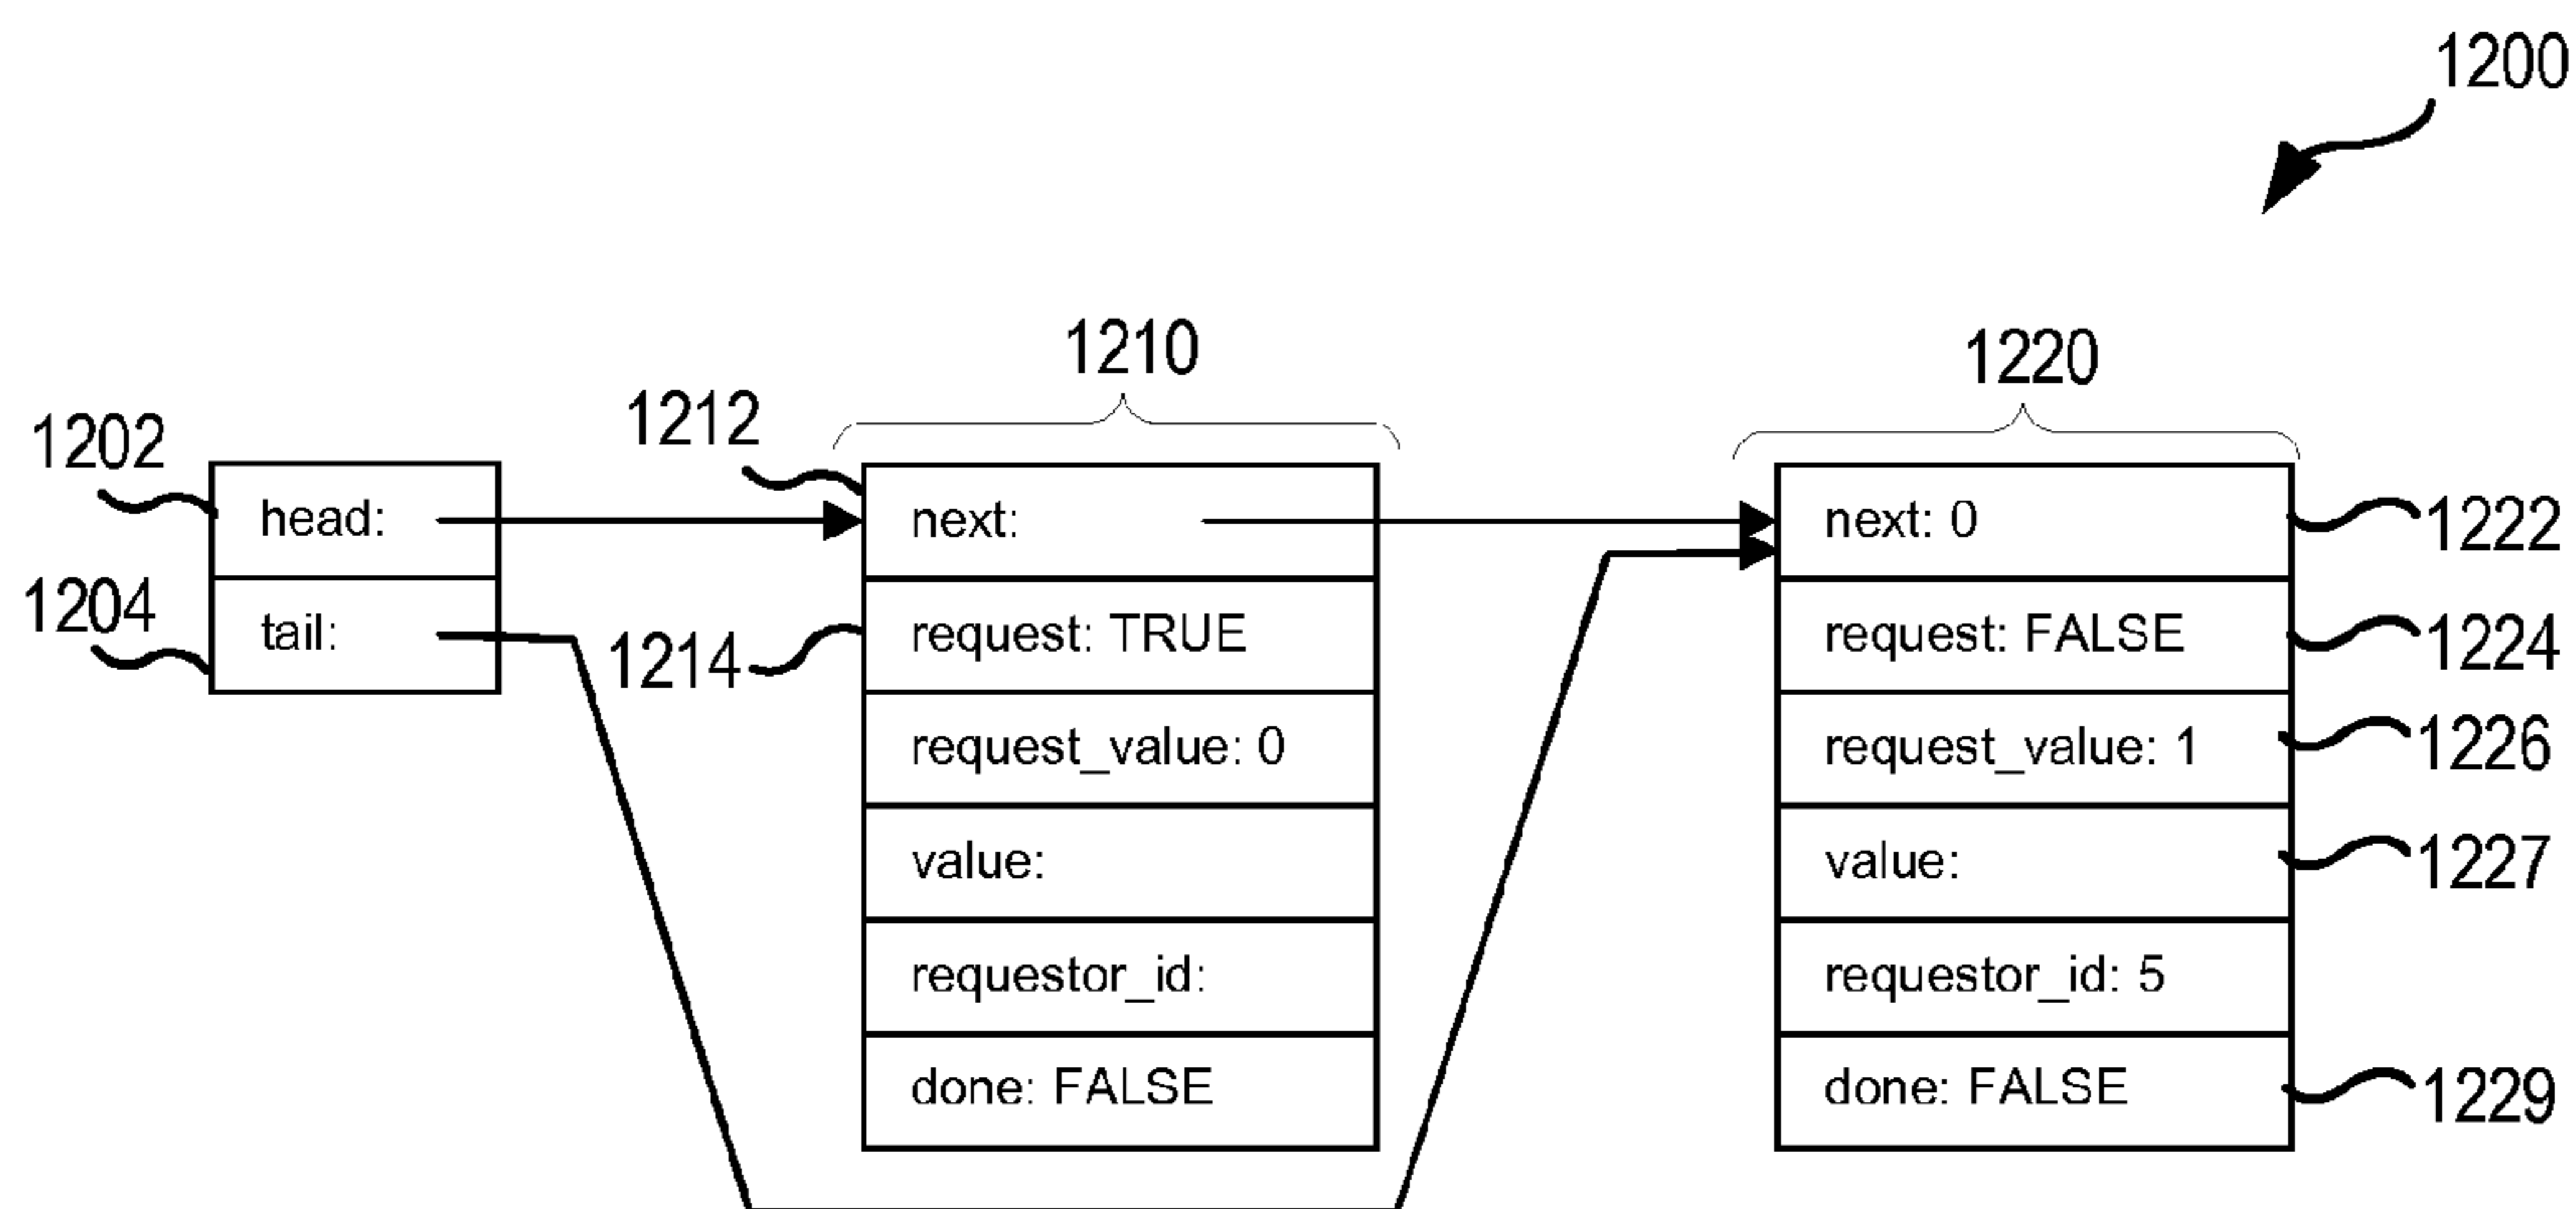 1200
1210
1220
1212
1202
head:
next:
next: 0
1222
1204
tail:
1214
request: TRUE
request: FALSE
1224
request_value: 0
request_value: 1
1226
value:
value:
1227
requestor_id:
requestor_id: 5
done: FALSE
done: FALSE
1229